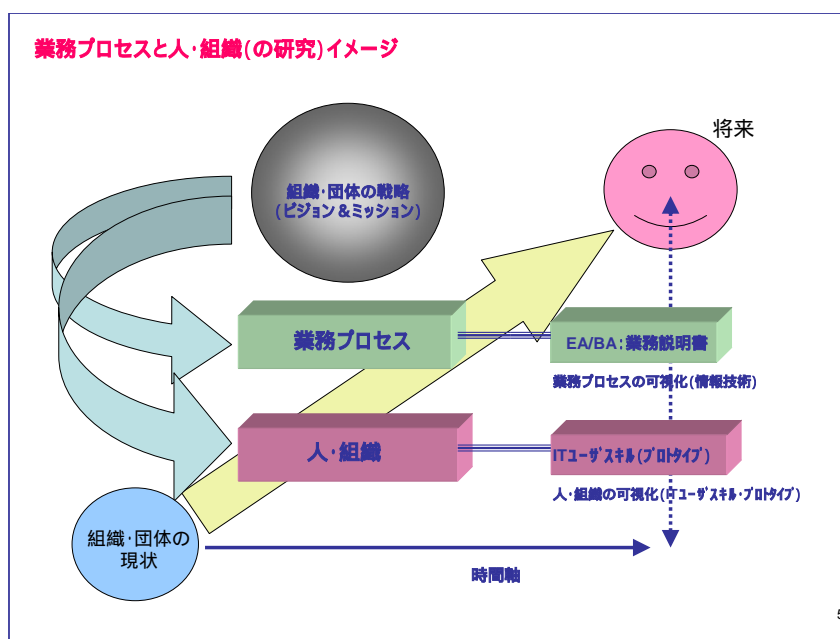 業務プロセスと人・組織(の研究)イメージ
将来
組織・団体の戦略
(ビジョン&ミッション)
業務プロセス
EA/BA:業務説明書
業務プロセスの可視化(情報技術)
人・組織
ITユーザスキル(プロトタイプ)
人・組織の可視化(ITユーザスキル・プロトタイプ)
組織・団体の
現状
時間軸